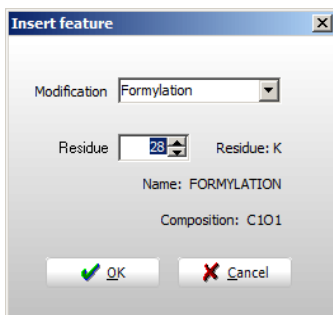 Insert feature
Modification Formylation
Residue 28 Residue: K
Name: FORMYLATION
Composition: C1O1
OK Cancel